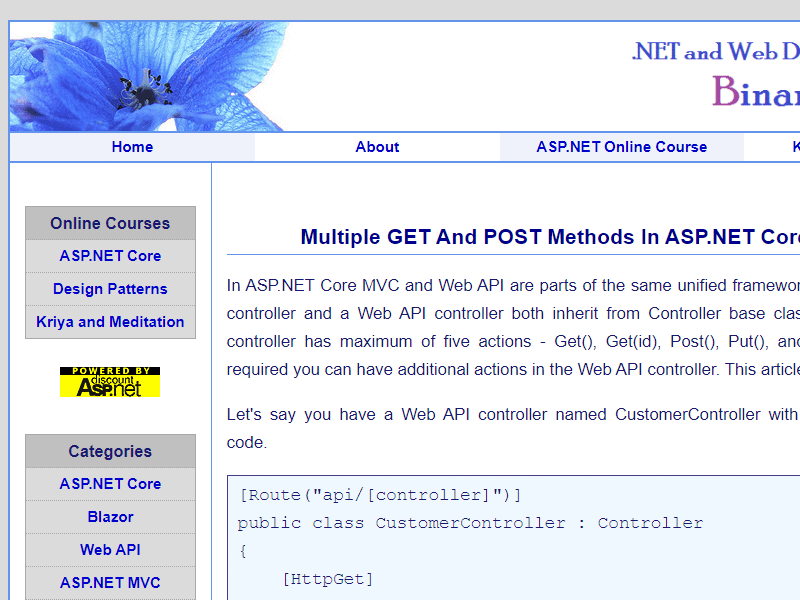 .NET and Web D
Binar
Home
About
ASP.NET Online Course
K
Online Courses
ASP.NET Core
Design Patterns
Kriya and Meditation
POWERED BY
discount
Asp.net
Categories
ASP.NET Core
Blazor
Web API
ASP.NET MVC
Multiple GET And POST Methods In ASP.NET Core
In ASP.NET Core MVC and Web API are parts of the same unified framewor
controller and a Web API controller both inherit from Controller base clas
controller has maximum of five actions - Get(), Get(id), Post(), Put(), and
required you can have additional actions in the Web API controller. This article
Let's say you have a Web API controller named CustomerController with
code.
[Route("api/[controller]")]
public class CustomerController : Controller
{
[HttpGet]